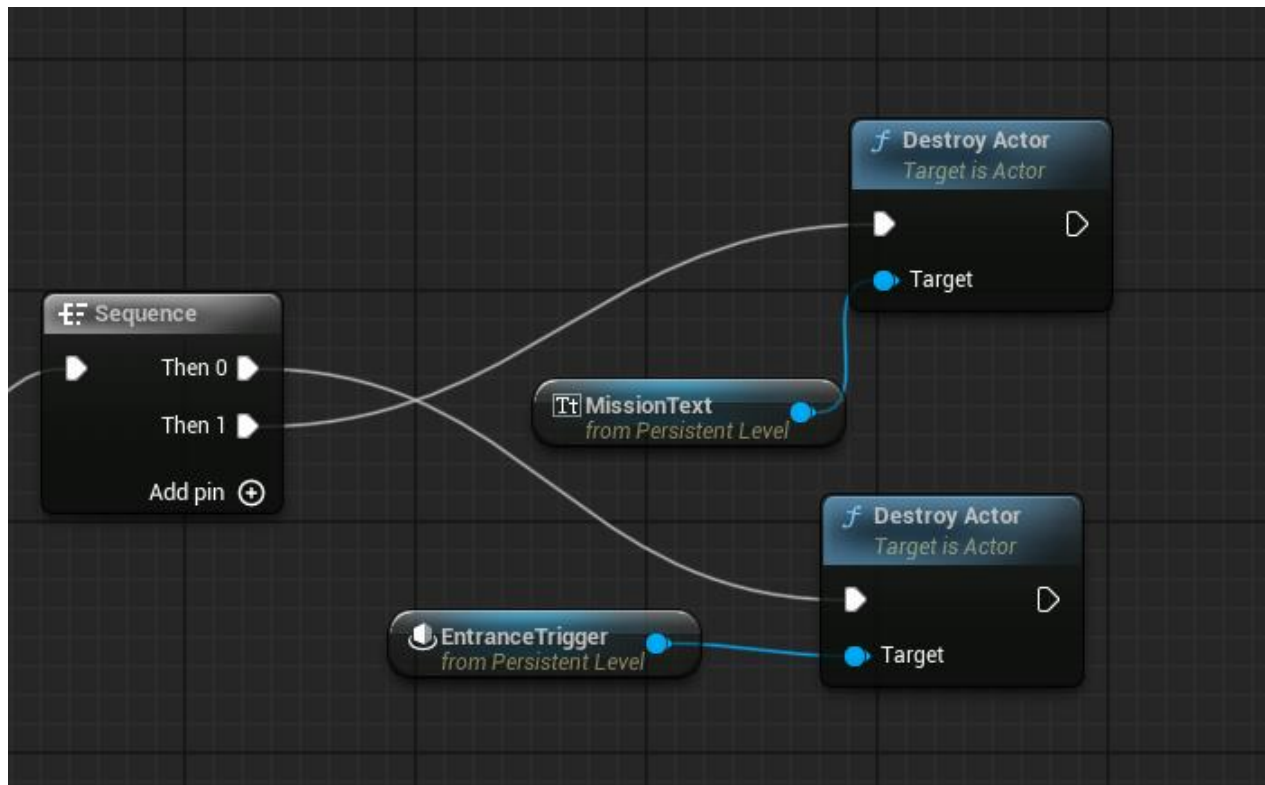 Destroy Actor
Target is Actor
Target
Sequence
Then 0
Then 1
Add pin
Tt MissionText
from Persistent Level
Destroy Actor
Target is Actor
EntranceTrigger
from Persistent Level
Target